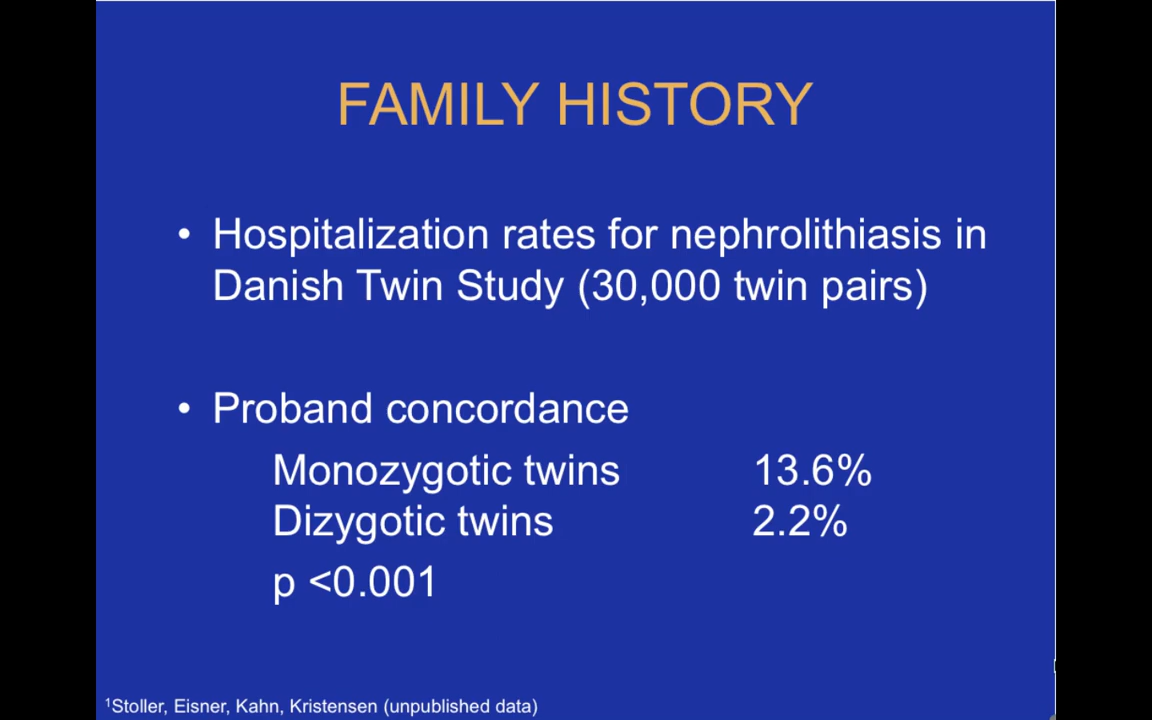 FAMILY HISTORY
• Hospitalization rates for nephrolithiasis in
Danish Twin Study (30,000 twin pairs)
• Proband concordance
Monozygotic twins 13.6%
Dizygotic twins 2.2%
p <0.001
¹Stoller, Eisner, Kahn, Kristensen (unpublished data)